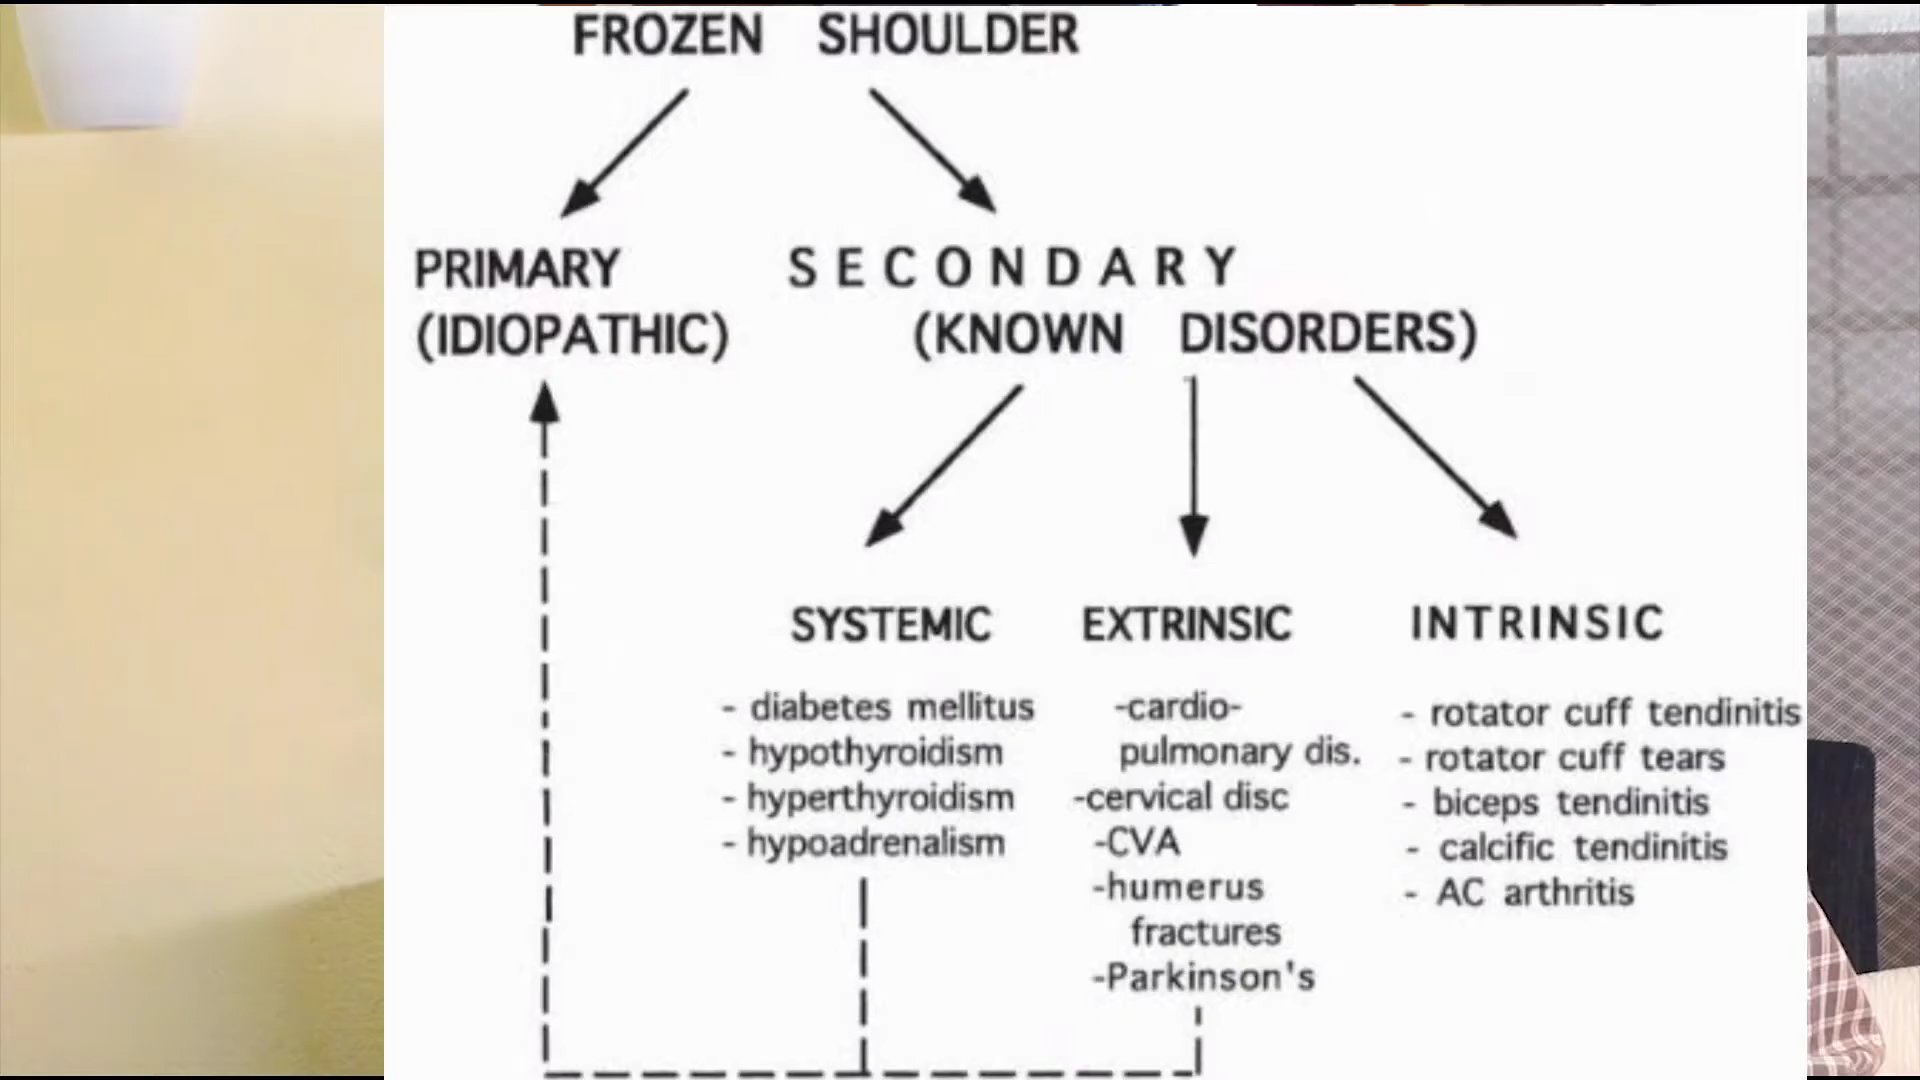 FROZEN SHOULDER
PRIMARY
(IDIOPATHIC)
SECONDARY
(KNOWN DISORDERS)
SYSTEMIC
- diabetes mellitus
- hypothyroidism
- hyperthyroidism
- hypoadrenalism
EXTRINSIC
-cardio-
pulmonary dis.
-cervical disc
-CVA
-humerus
fractures
-Parkinson's
INTRINSIC
- rotator cuff tendinitis
- rotator cuff tears
- biceps tendinitis
- calcific tendinitis
- AC arthritis